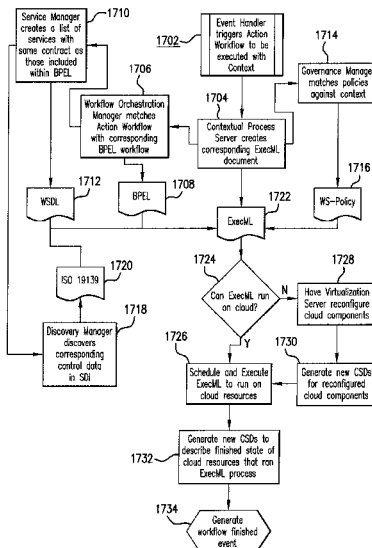 1710
Service Manager
creates a list of
services with
same contract as
those included
within BPEL
1702
Event Handler
triggers Action
Workflow to be
executed with
Context
1714
Governance Manager
matches policies
against context
1706
Workflow Orchestration
Manager matches
Action Workflow
with corresponding
BPEL workflow
1704
Contextual Process
Server creates
corresponding ExecML
document
1712
WSDL
1708
BPEL
1722
ExecML
1716
WS-Policy
1720
ISO 19139
1724
Can ExecML run
on cloud?
N
Y
1728
Have Virtualization
Server reconfigure
cloud components
1718
Discovery Manager
discovers
corresponding
control data
in SDI
1726
Schedule and Execute
ExecML to run on
cloud resources
1730
Generate new CSDs
for reconfigured
cloud components
1732
Generate new CSDs to
describe finished state
of cloud resources that ran
ExecML process
1734
Generate
workflow finished
event